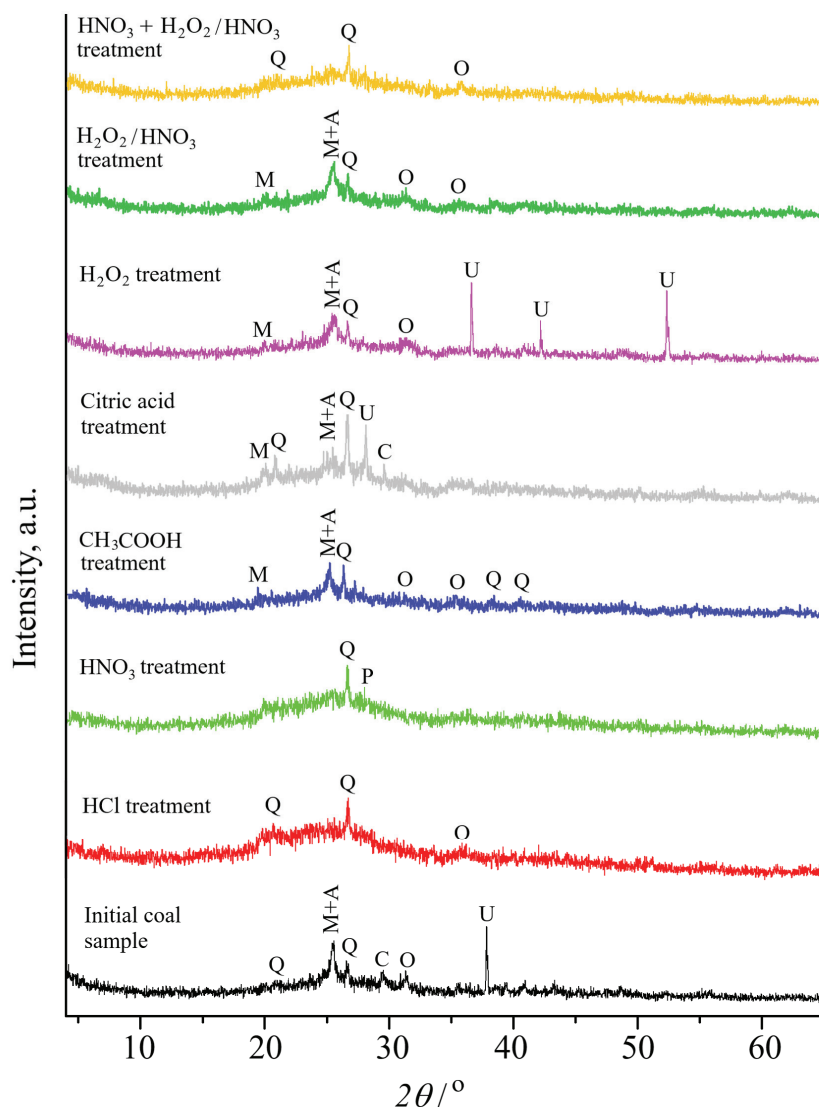 HNO₃ + H₂O₂/HNO₃
treatment
Q
Q
O
H₂O₂/HNO₃
treatment
M
M+A
Q
O
O
H₂O₂ treatment
M
M+A
Q
O
U
U
U
Citric acid
treatment
M
Q
M+A
Q
U
C
CH₃COOH
treatment
M
M+A
Q
O
O
Q
Q
HNO₃ treatment
Q
P
HCl treatment
Q
Q
O
Initial coal
sample
Q
M+A
Q
C
O
U
Intensity, a.u.
10 20 30 40 50 60
2θ/°